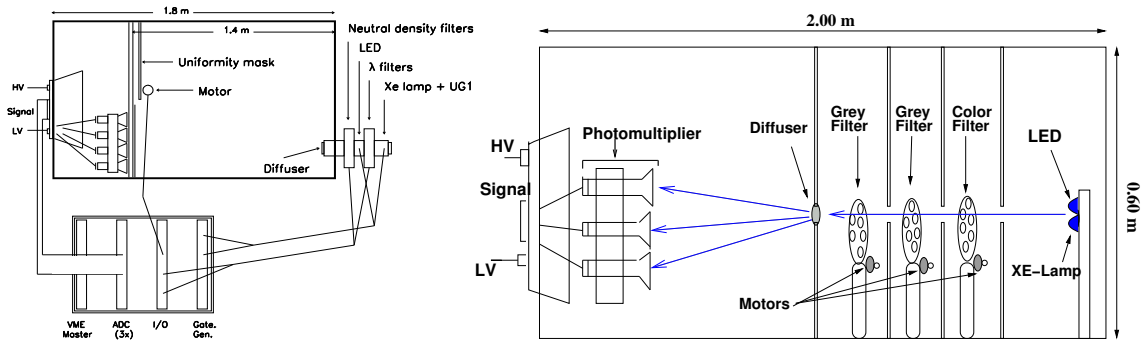 1.8 m
1.4 m
Neutral density filters
LED
λ filters
Xe lamp + UG1
Uniformity mask
Motor
HV
Signal
LV
Diffuser
VME
Master
ADC
(3x)
I/O
Gate.
Gen.
2.00 m
0.60 m
Grey
Filter
Grey
Filter
Color
Filter
Photomultiplier
Diffuser
LED
HV
Signal
LV
XE-Lamp
Motors